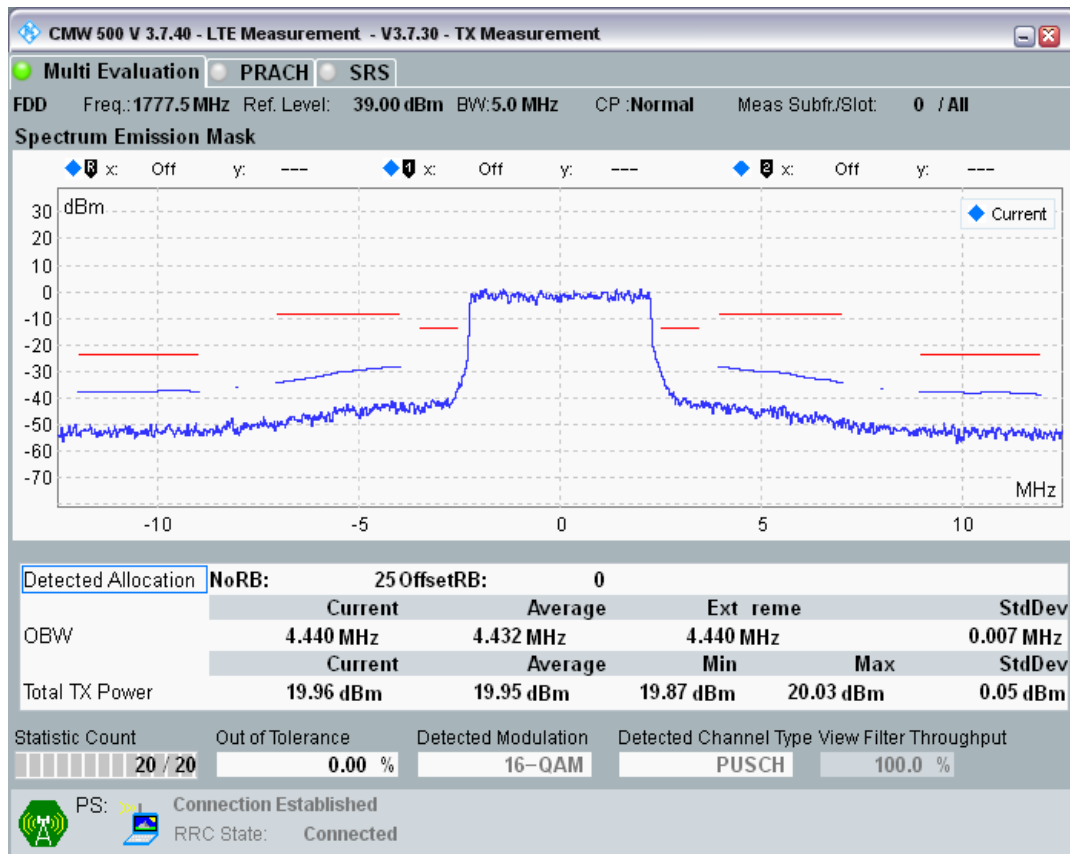 CMW 500 V 3.7.40 - LTE Measurement - V3.7.30 - TX Measurement
Multi Evaluation PRACH SRS
FDD Freq.: 1777.5 MHz Ref. Level: 39.00 dBm BW: 5.0 MHz CP : Normal Meas Subfr./Slot: 0 / All
Spectrum Emission Mask
R x: Off y: --- 1 x: Off y: --- 2 x: Off y: ---
dBm
Current
30
20
10
0
-10
-20
-30
-40
-50
-60
-70
MHz
-10 -5 0 5 10
Detected Allocation NoRB: 25 OffsetRB: 0
Current Average Ext reme StdDev
OBW 4.440 MHz 4.432 MHz 4.440 MHz 0.007 MHz
Current Average Min Max StdDev
Total TX Power 19.96 dBm 19.95 dBm 19.87 dBm 20.03 dBm 0.05 dBm
Statistic Count Out of Tolerance Detected Modulation Detected Channel Type View Filter Throughput
20 / 20 0.00 % 16-QAM PUSCH 100.0 %
PS: Connection Established
RRC State: Connected